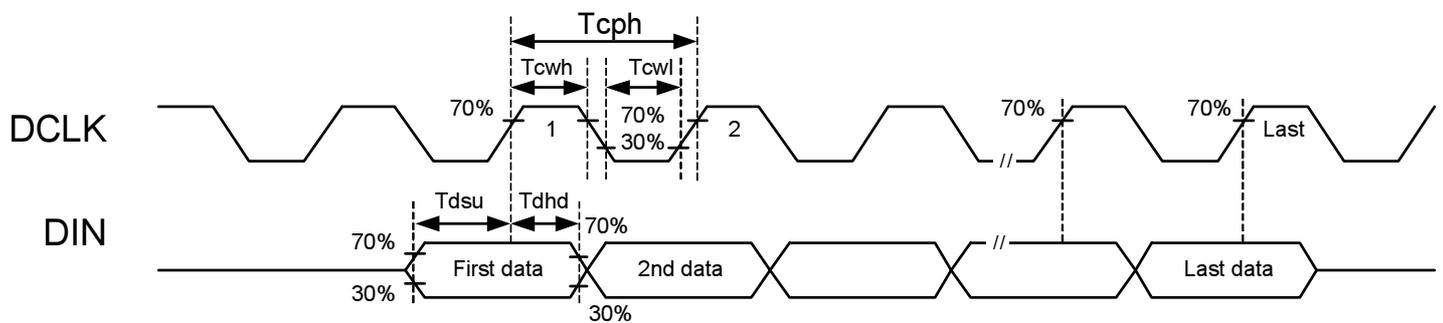 Tcph
Tcwh
Tcwl
DCLK
70%
1
70%
30%
2
70%
70%
Last
//
Tdsu
Tdhd
DIN
70%
70%
//
First data
2nd data
Last data
30%
30%